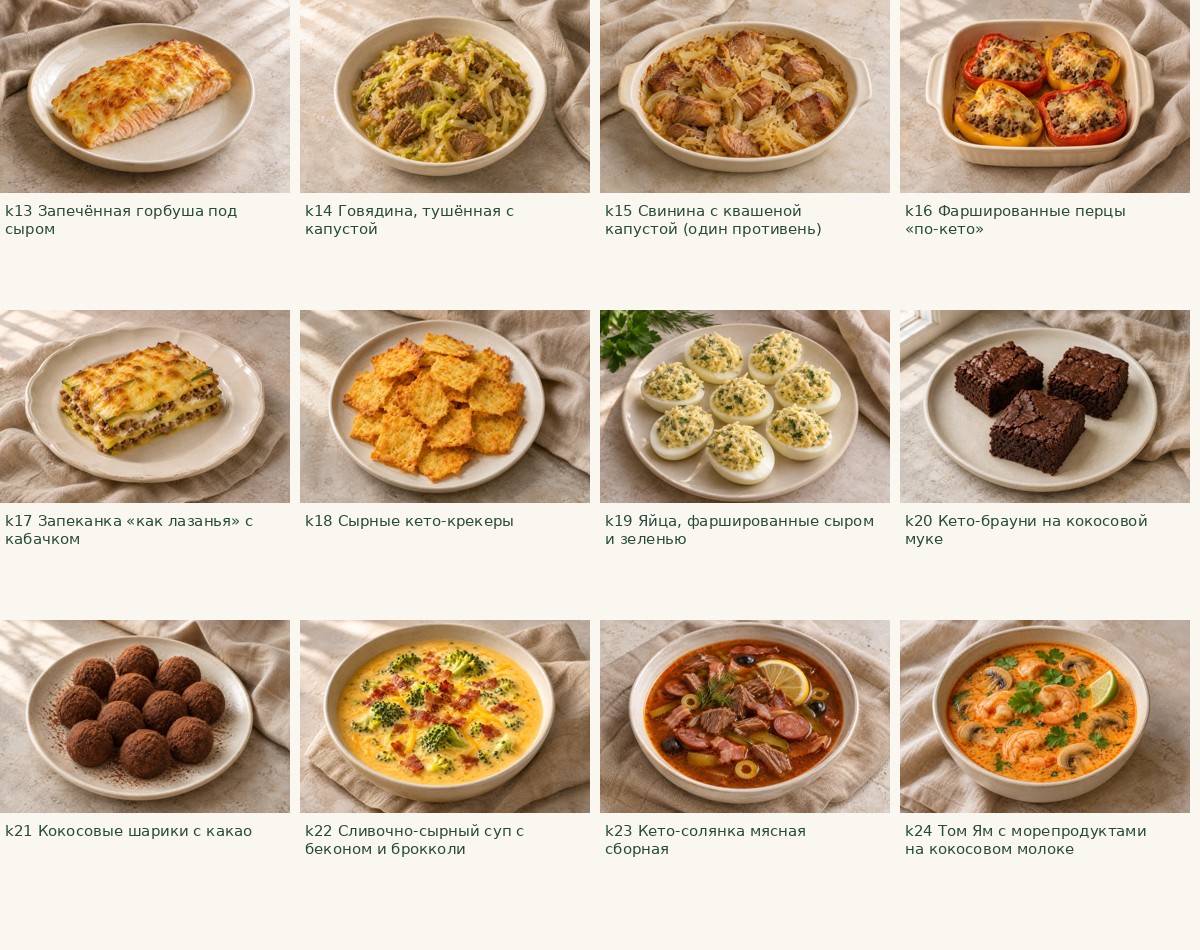 k13 Запечённая горбуша под
сыром
k14 Говядина, тушённая с
капустой
k15 Свинина с квашеной
капустой (один противень)
k16 Фаршированные перцы
«по-кето»
k17 Запеканка «как лазанья» с
кабачком
k18 Сырные кето-крекеры
k19 Яйца, фаршированные сыром
и зеленью
k20 Кето-брауни на кокосовой
муке
k21 Кокосовые шарики с какао
k22 Сливочно-сырный суп с
беконом и брокколи
k23 Кето-солянка мясная
сборная
k24 Том Ям с морепродуктами
на кокосовом молоке